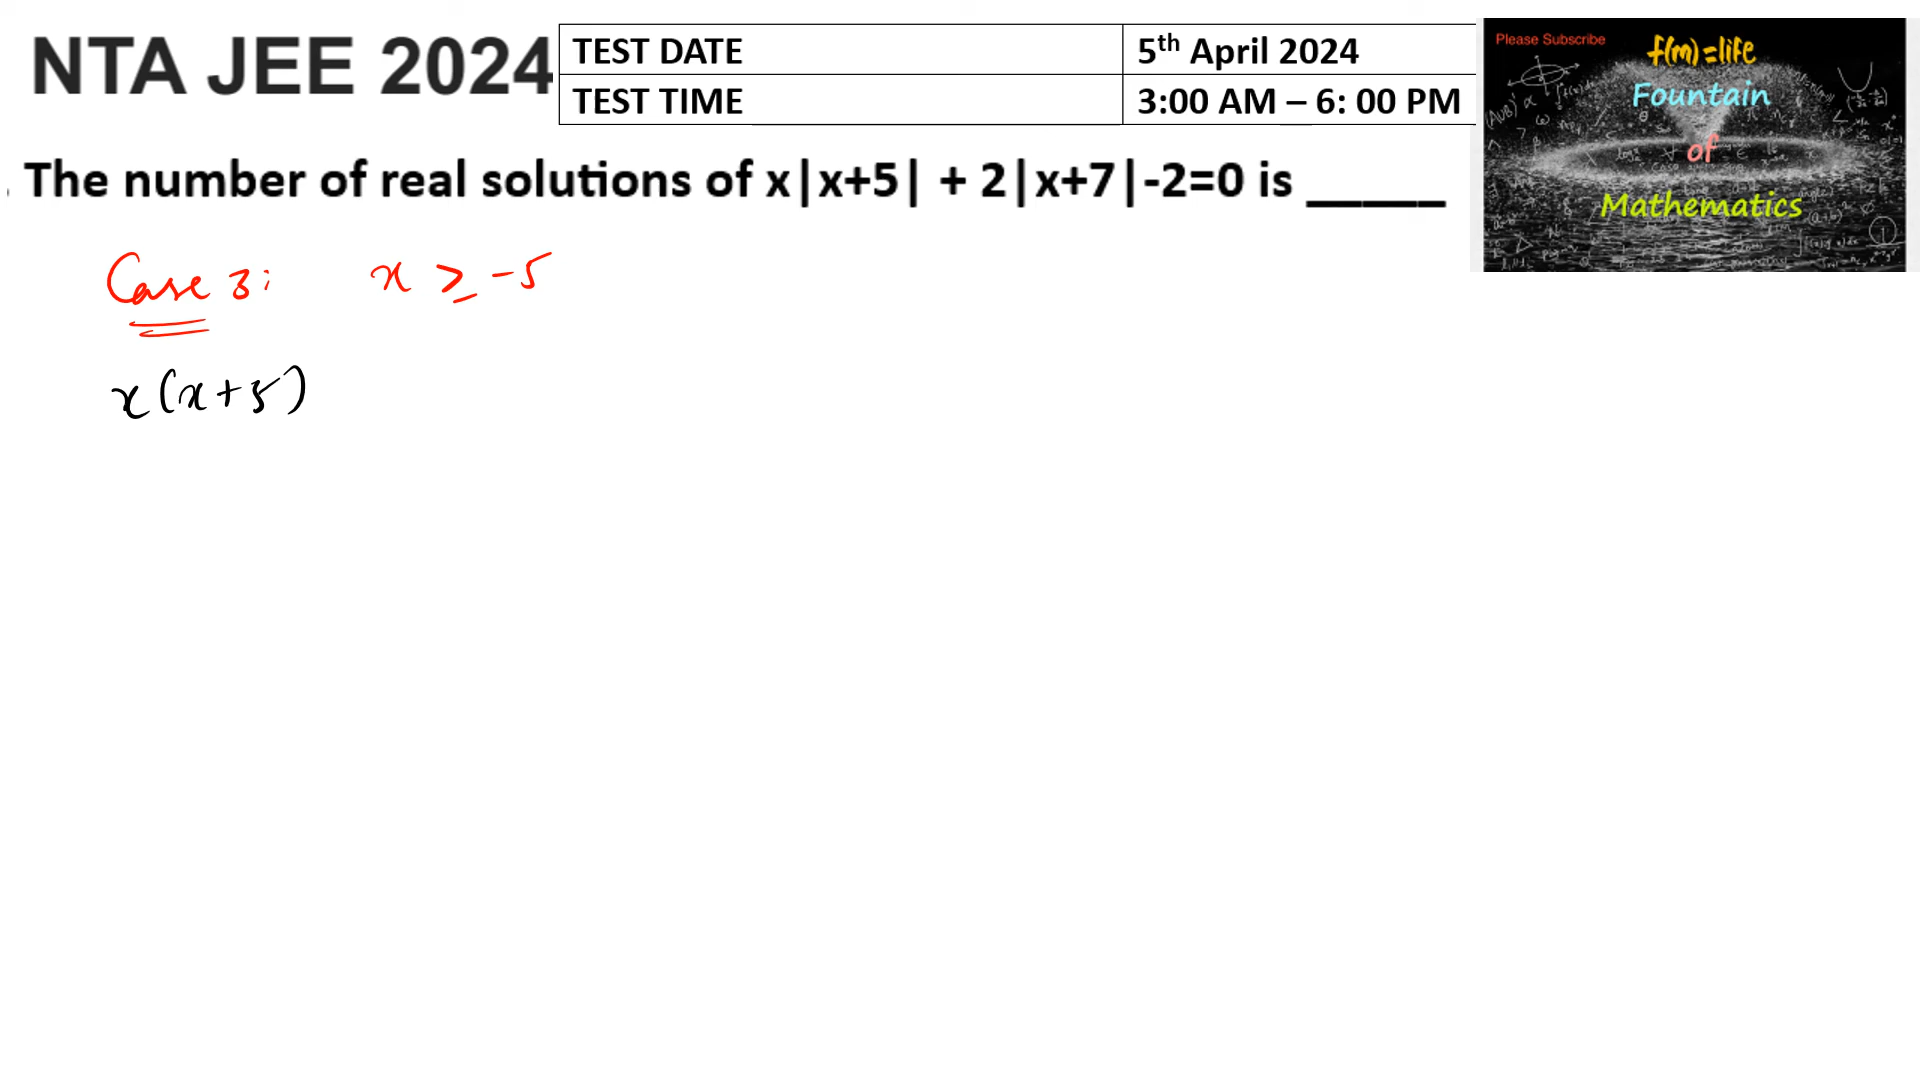 NTA JEE 2024
TEST DATE 5th April 2024
TEST TIME 3:00 AM – 6: 00 PM
Please Subscribe
f(m)=life
Fountain
of
Mathematics
. The number of real solutions of x|x+5| + 2|x+7|-2=0 is ______
Case 3: x ≥ -5
x(x+5)